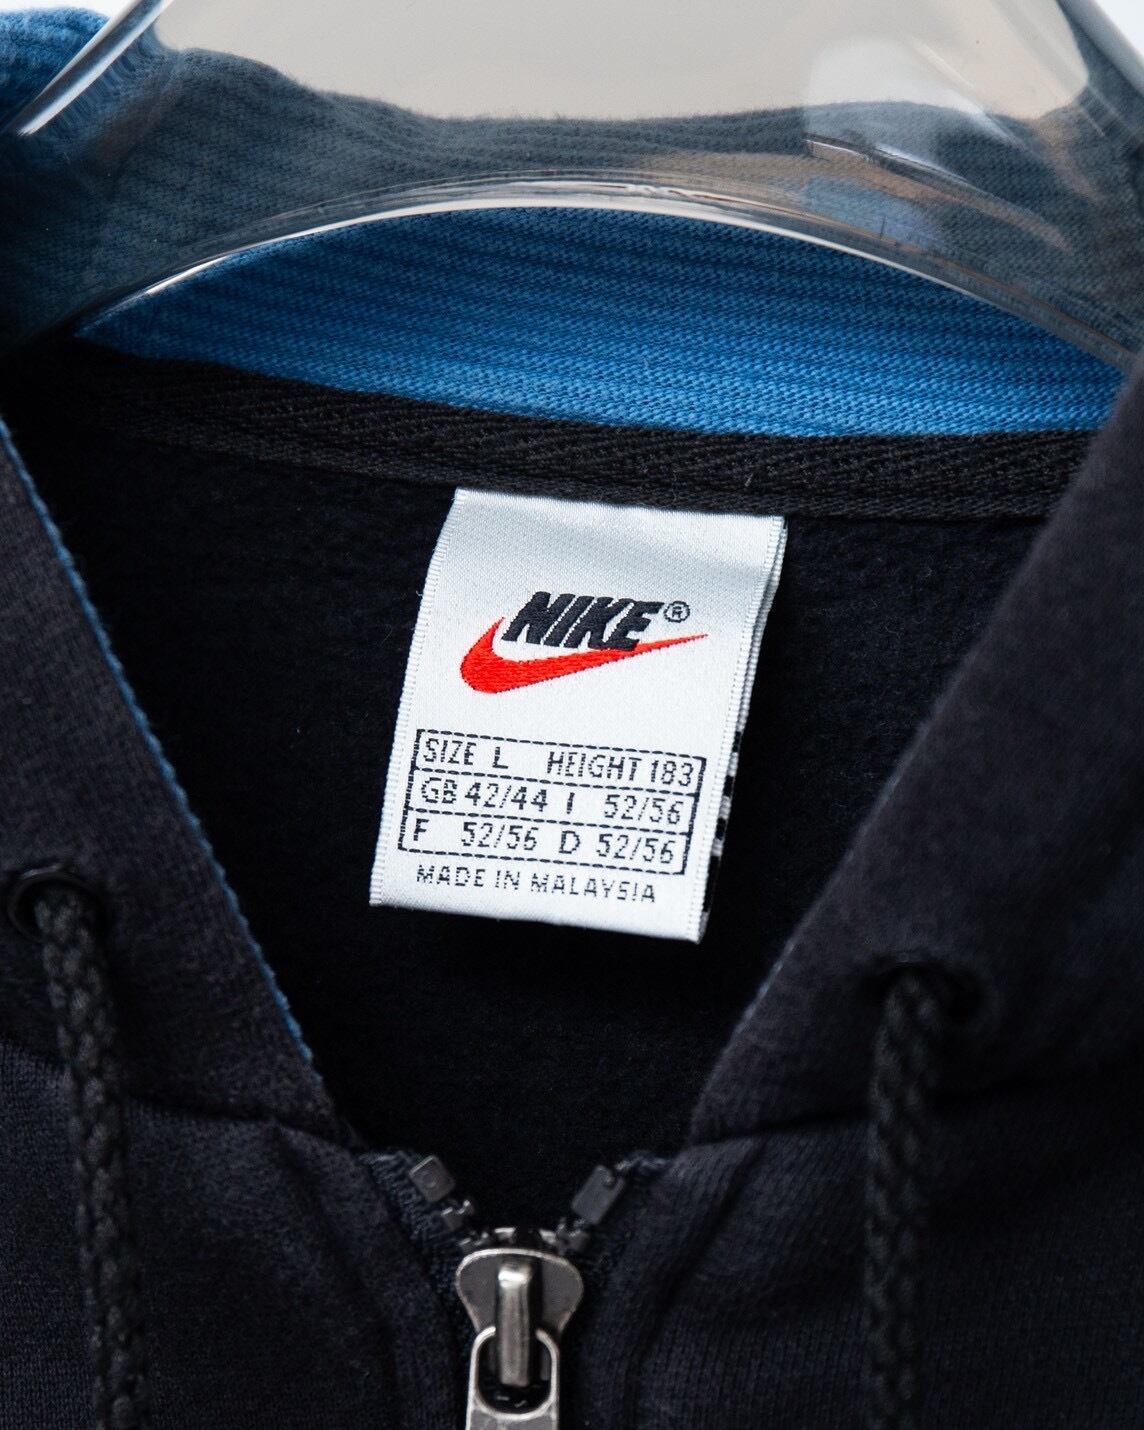 NIKE®
SIZE L HEIGHT 183
GB 42/44 I 52/56
F 52/56 D 52/56
MADE IN MALAYSIA